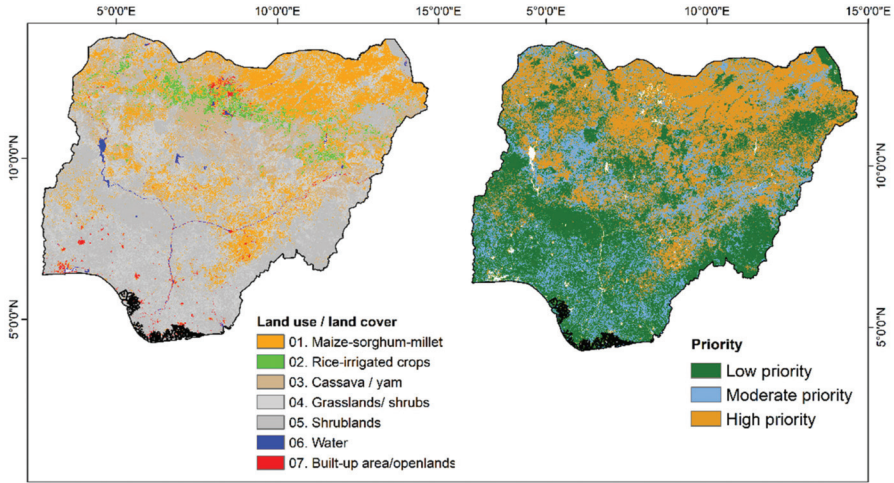 5°0'0"E 10°0'0"E 15°0'0"E 5°0'0"E 10°0'0"E 15°0'0"E
10°0'0"N
5°0'0"N
Land use / land cover
01. Maize-sorghum-millet
02. Rice-irrigated crops
03. Cassava / yam
04. Grasslands/ shrubs
05. Shrublands
06. Water
07. Built-up area/openlands
Priority
Low priority
Moderate priority
High priority
10°0'0"N
5°0'0"N